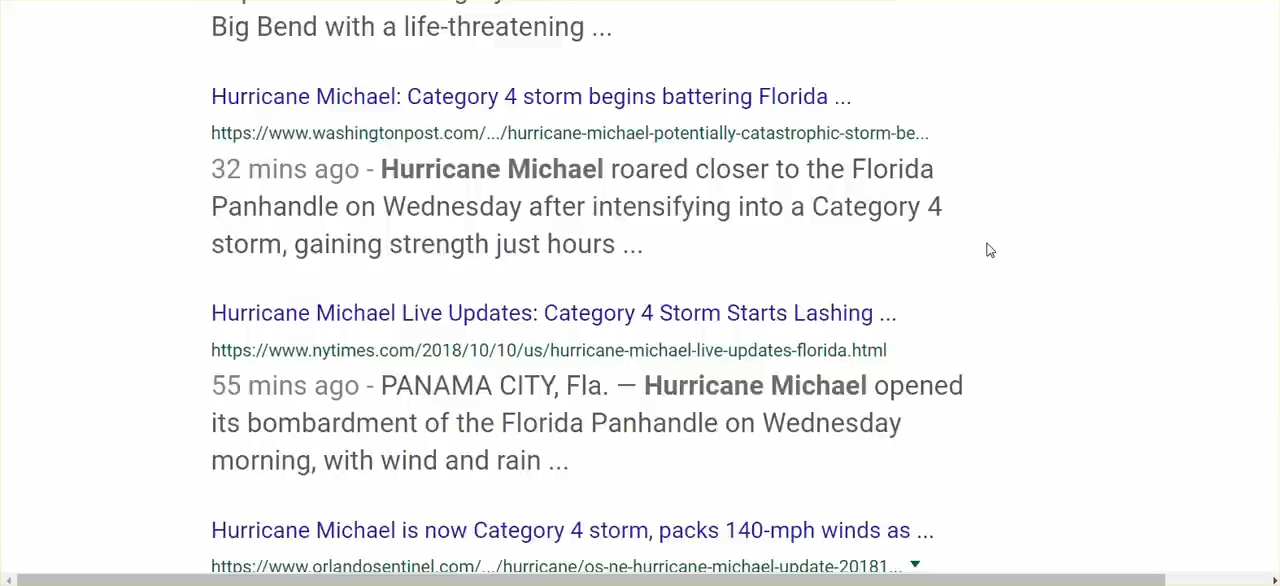 Big Bend with a life-threatening ...
Hurricane Michael: Category 4 storm begins battering Florida ...
https://www.washingtonpost.com/.../hurricane-michael-potentially-catastrophic-storm-be...
32 mins ago - Hurricane Michael roared closer to the Florida
Panhandle on Wednesday after intensifying into a Category 4
storm, gaining strength just hours ...
Hurricane Michael Live Updates: Category 4 Storm Starts Lashing ...
https://www.nytimes.com/2018/10/10/us/hurricane-michael-live-updates-florida.html
55 mins ago - PANAMA CITY, Fla. — Hurricane Michael opened
its bombardment of the Florida Panhandle on Wednesday
morning, with wind and rain ...
Hurricane Michael is now Category 4 storm, packs 140-mph winds as ...
https://www.orlandosentinel.com/.../hurricane/os-ne-hurricane-michael-update-20181...